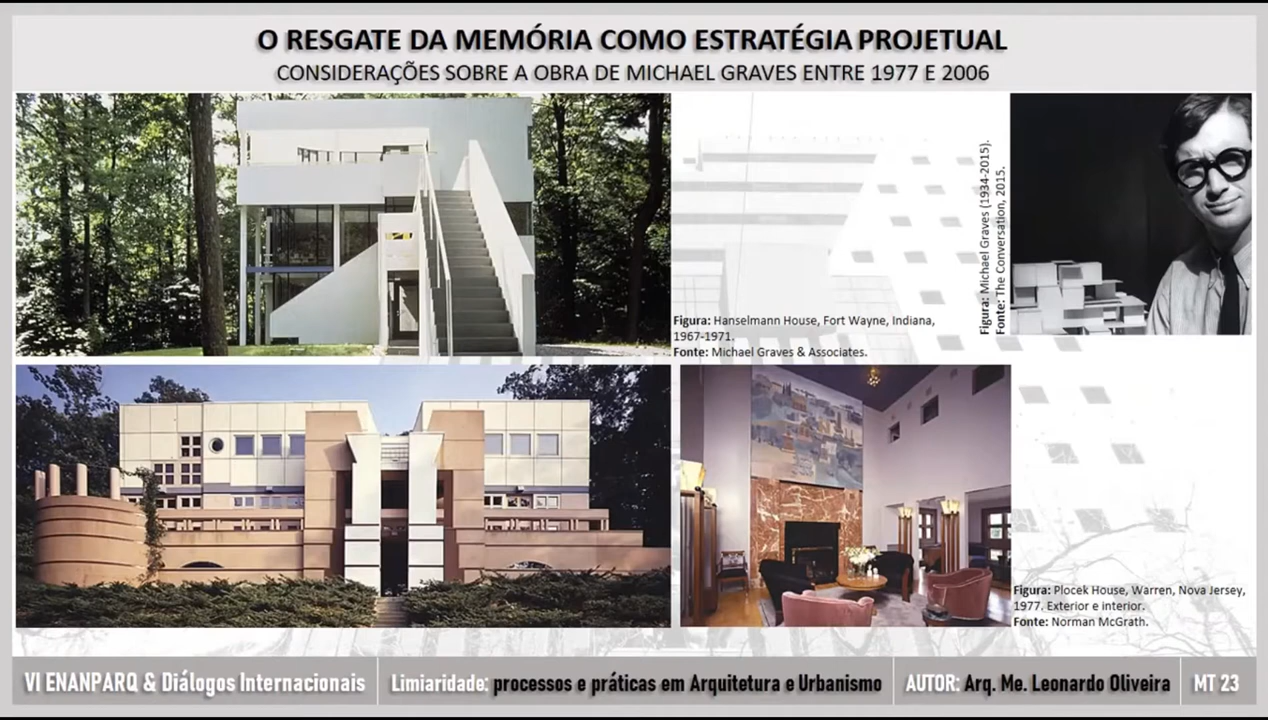 O RESGATE DA MEMÓRIA COMO ESTRATÉGIA PROJETUAL
CONSIDERAÇÕES SOBRE A OBRA DE MICHAEL GRAVES ENTRE 1977 E 2006
Figura: Michael Graves (1934-2015).
Fonte: The Conversation, 2015.
Figura: Hanselmann House, Fort Wayne, Indiana,
1967-1971.
Fonte: Michael Graves & Associates.
Figura: Plocek House, Warren, Nova Jersey,
1977. Exterior e interior.
Fonte: Norman McGrath.
VI ENANPARQ & Diálogos Internacionais
Limiaridade: processos e práticas em Arquitetura e Urbanismo
AUTOR: Arq. Me. Leonardo Oliveira
MT 23